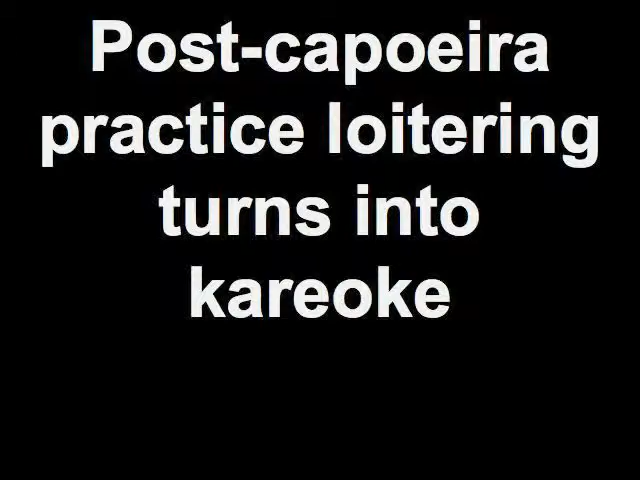 Post-capoeira
practice loitering
turns into
kareoke